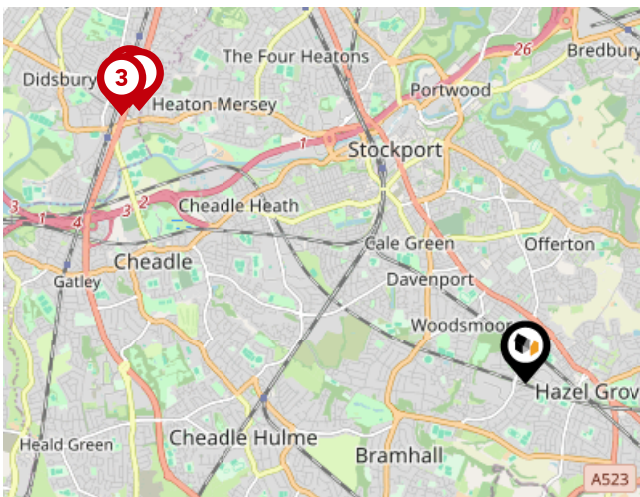 26
Bredbury
The Four Heatons
Didsbury
3
Portwood
Heaton Mersey
1
Stockport
3
1
4
3
2
Cheadle Heath
Cale Green
Offerton
Cheadle
Gatley
Davenport
Woodsmoor
Hazel Grov
Cheadle Hulme
Heald Green
Bramhall
A523